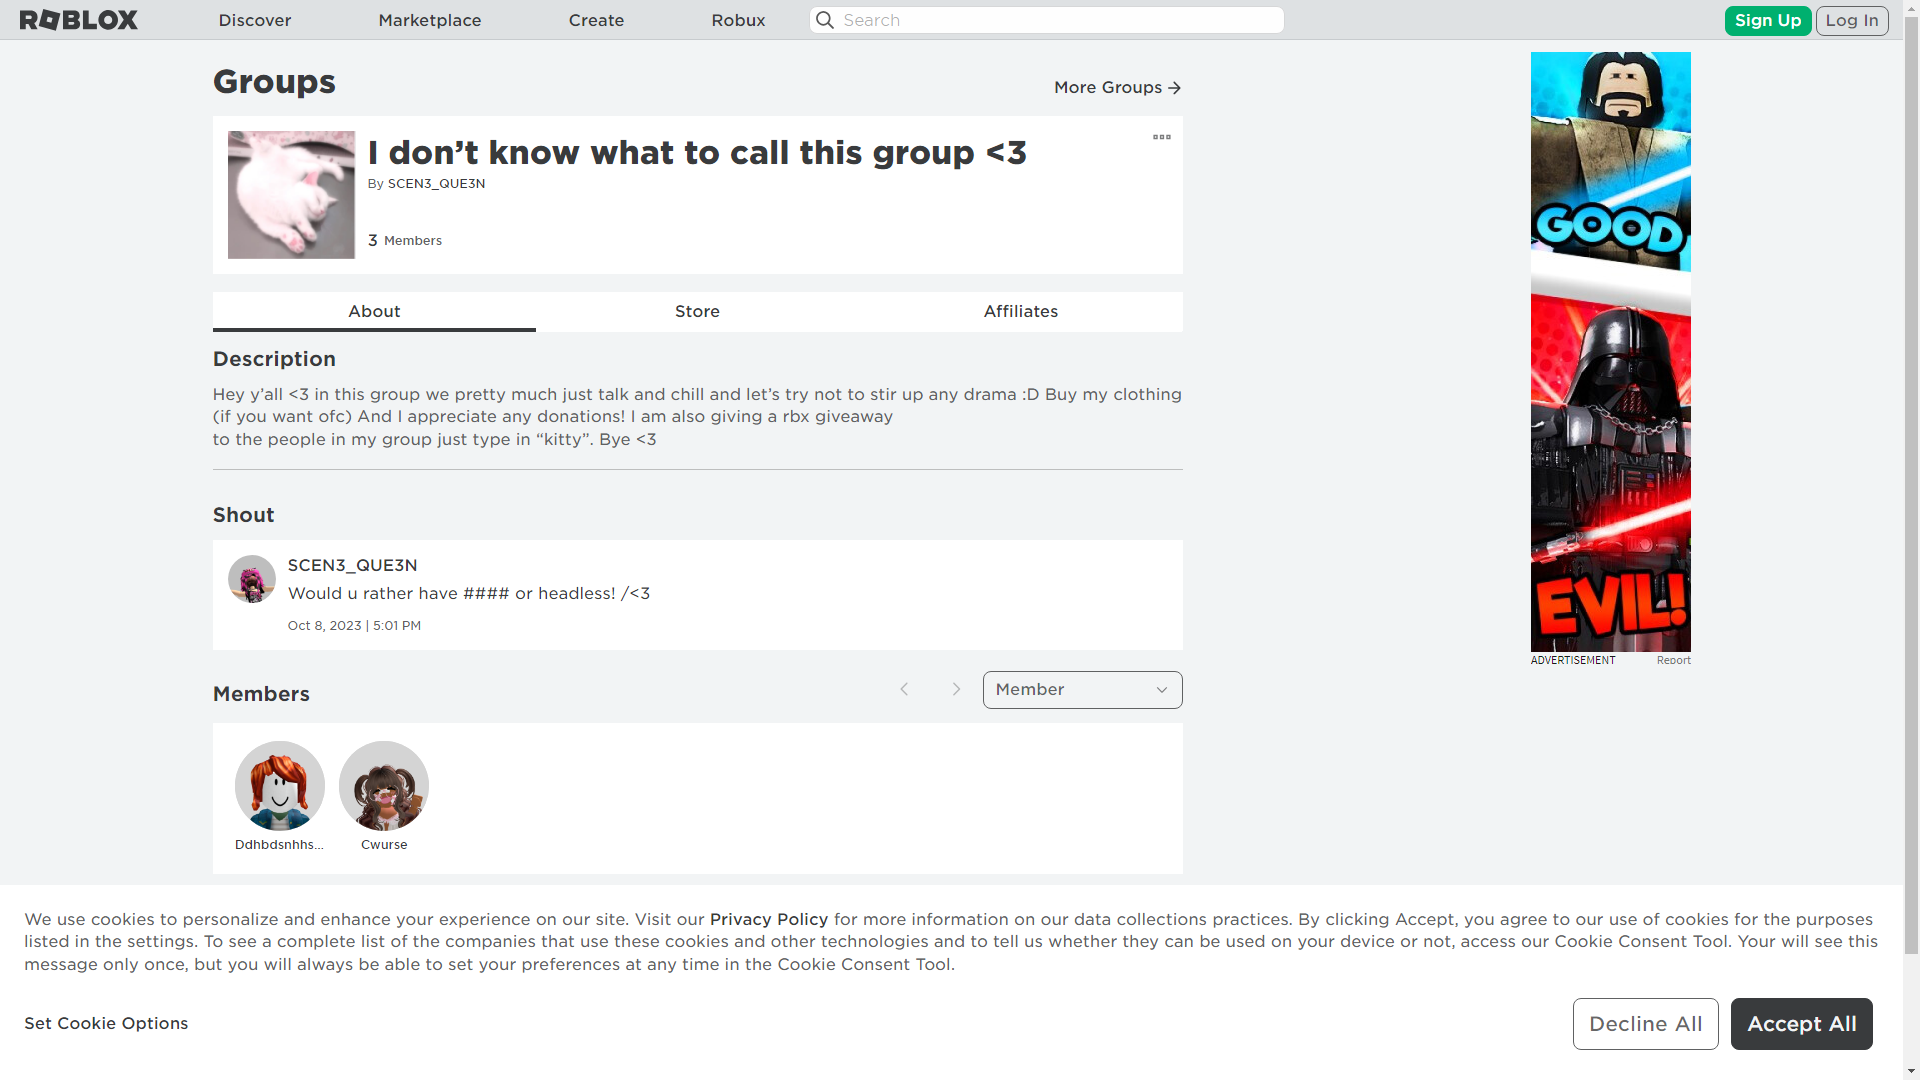 ROBLOX
Discover
Marketplace
Create
Robux
Search
Sign Up
Log In
Groups
More Groups
I don’t know what to call this group <3
By SCEN3_QUE3N
3 Members
About
Store
Affiliates
Description
Hey y’all <3 in this group we pretty much just talk and chill and let’s try not to stir up any drama :D Buy my clothing
(if you want ofc) And I appreciate any donations! I am also giving a rbx giveaway
to the people in my group just type in “kitty”. Bye <3
Shout
SCEN3_QUE3N
Would u rather have #### or headless! /<3
Oct 8, 2023 | 5:01 PM
Members
Member
Ddhbdsnhhs...
Cwurse
GOOD
EVIL!
ADVERTISEMENT
Report
We use cookies to personalize and enhance your experience on our site. Visit our Privacy Policy for more information on our data collections practices. By clicking Accept, you agree to our use of cookies for the purposes
listed in the settings. To see a complete list of the companies that use these cookies and other technologies and to tell us whether they can be used on your device or not, access our Cookie Consent Tool. Your will see this
message only once, but you will always be able to set your preferences at any time in the Cookie Consent Tool.
Set Cookie Options
Decline All
Accept All